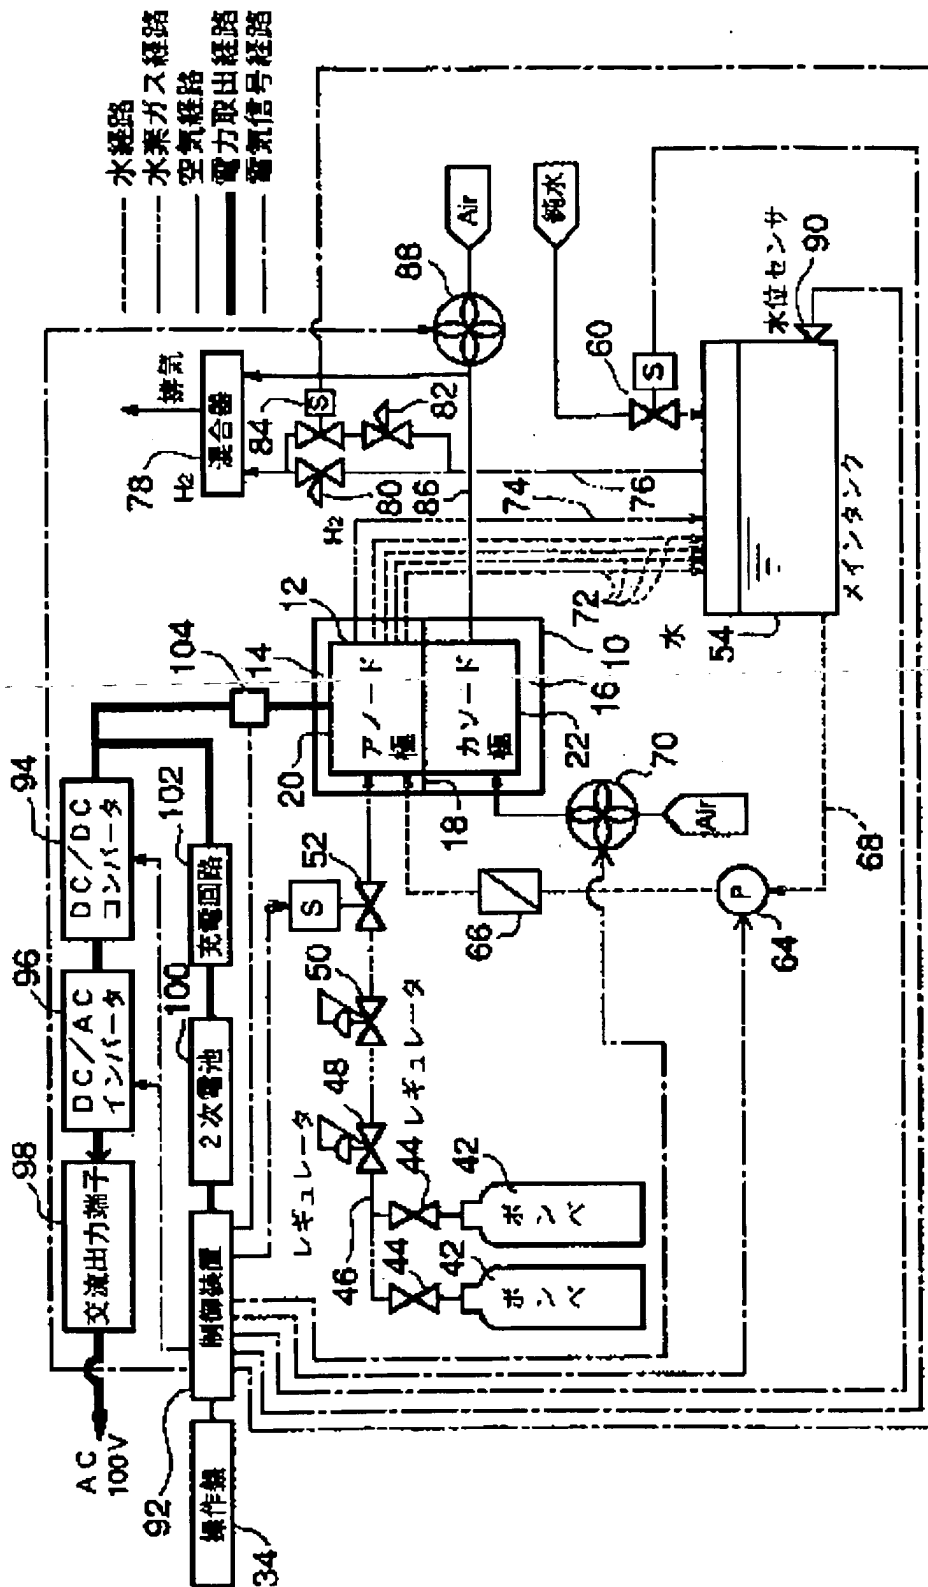 水経路
水素ガス経路
空気経路
電力取出経路
電気信号経路
98
96
94
交流出力端子
DC/AC
インバータ
DC/DC
コンバータ
AC
100V
92
100
102
104
操作盤
制御装置
2次電池
充電回路
34
78
排気
混合器
H2
84
S
80
82
H2
86
88
Air
74
76
純水
60
S
水位センサ
90
メインタンク
54
水
72
14
12
20
アノード
極
カソード
極
10
16
22
18
52
S
50
48
レギュレータ
レギュレータ
46
44
44
42
42
ボンベ
ボンベ
66
70
Air
P
64
68